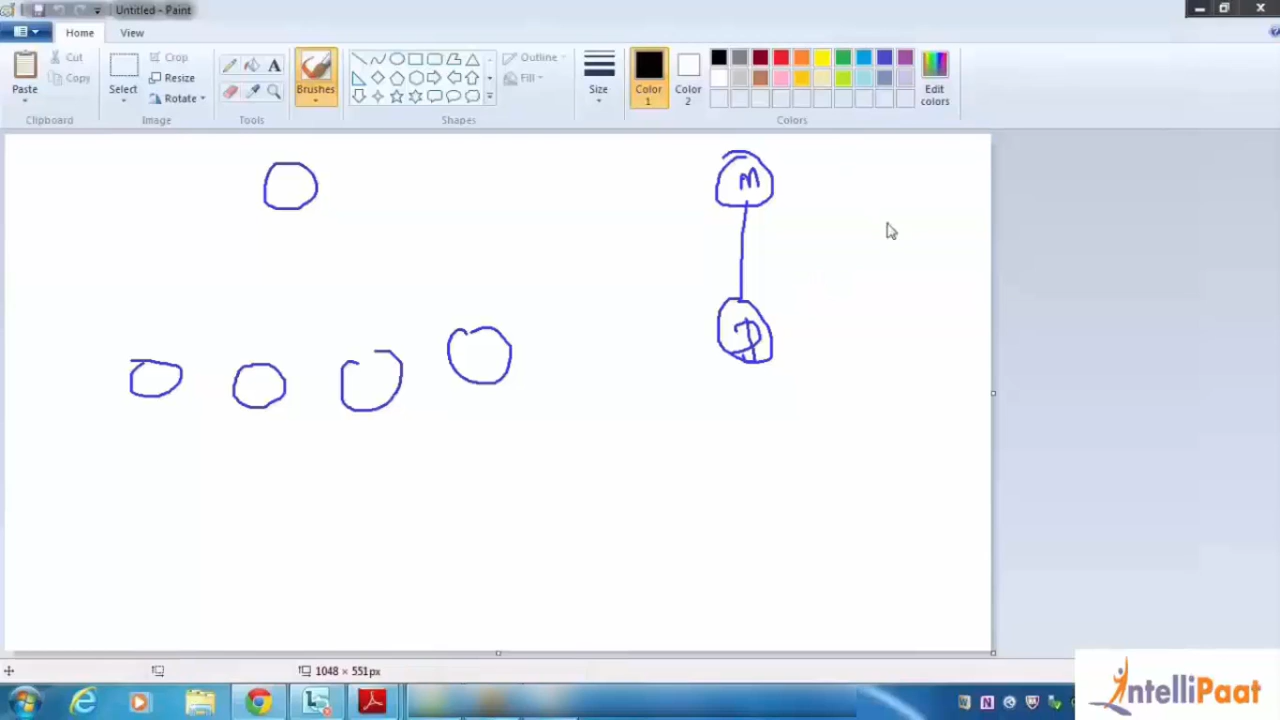 Untitled - Paint
Home View
Paste
Cut
Copy
Clipboard
Select
Crop
Resize
Rotate
Image
A
Tools
Brushes
Shapes
Outline
Fill
Size
Color 1
Color 2
Edit colors
Colors
M
1048 × 551px
IntelliPaat